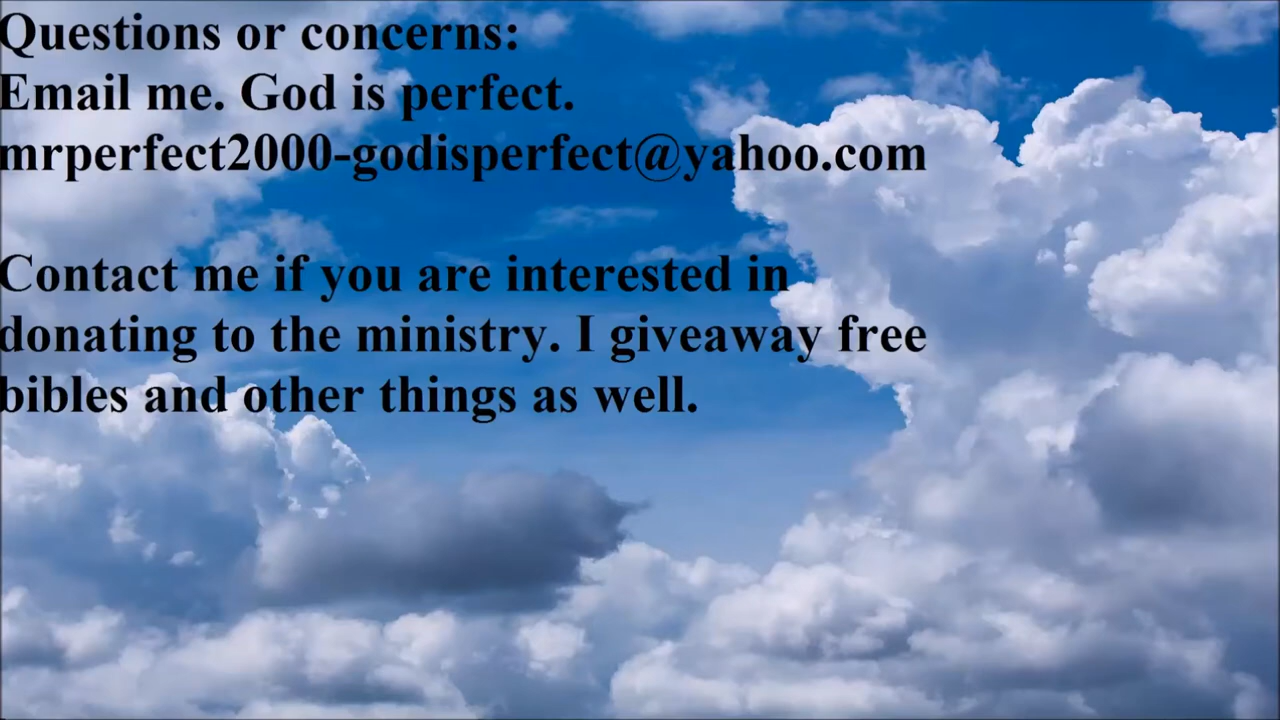 Questions or concerns:
Email me. God is perfect.
mrperfect2000-godisperfect@yahoo.com
Contact me if you are interested in
donating to the ministry. I giveaway free
bibles and other things as well.